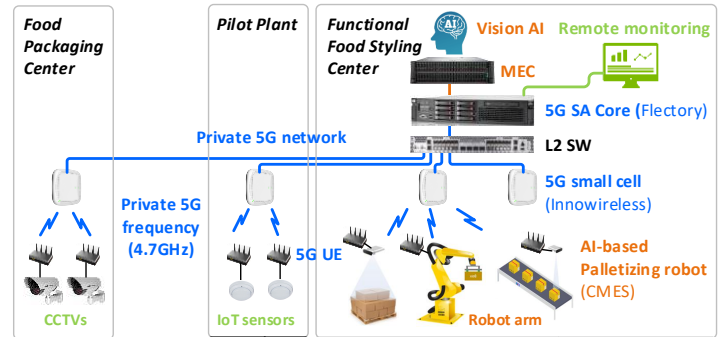 Food
Packaging
Center
Pilot Plant
Functional
Food Styling
Center
AI
Vision AI
Remote monitoring
MEC
5G SA Core (Flectory)
Private 5G network
L2 SW
Private 5G
frequency
(4.7GHz)
5G small cell
(Innowireless)
5G UE
AI-based
Palletizing robot
(CMES)
CCTVs
IoT sensors
Robot arm